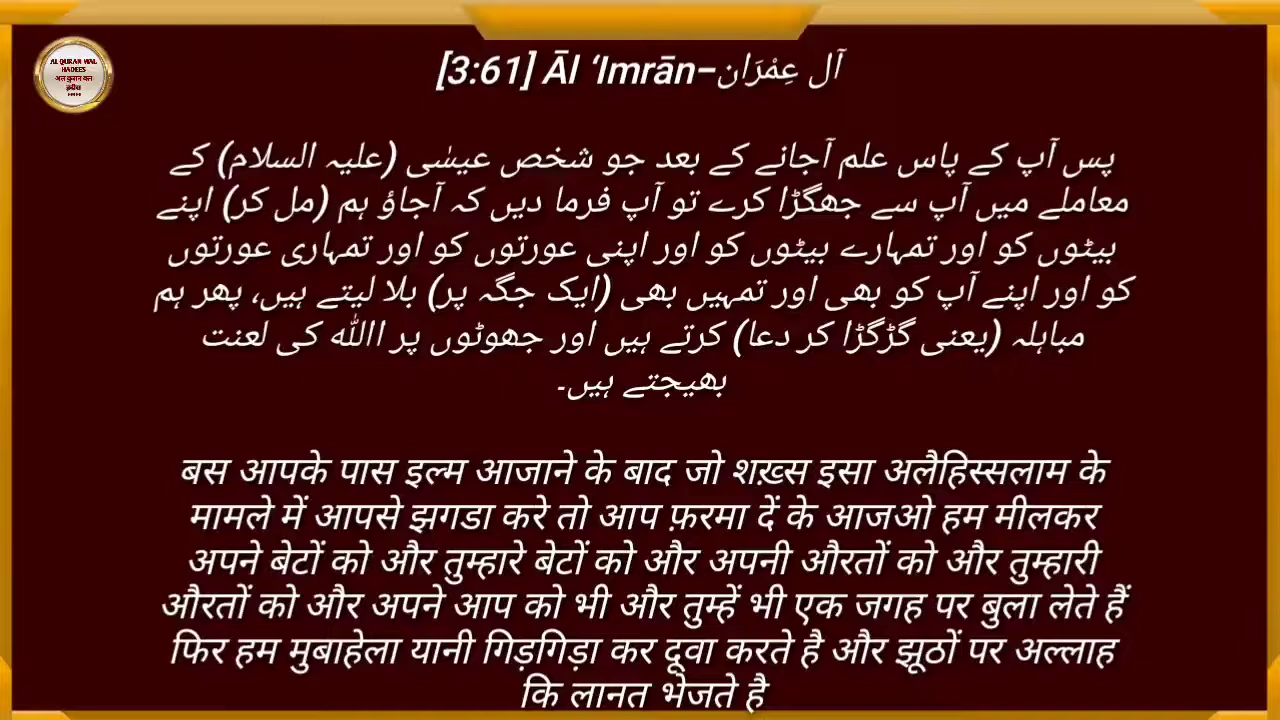 AL QURAN WAL
HADEES
[3:61] Āl ‘Imrān–آل عِمْرَان
پس آپ کے پاس علم آجانے کے بعد جو شخص عیسٰی (علیہ السلام) کے
معاملے میں آپ سے جھگڑا کرے تو آپ فرما دیں کہ آجاؤ ہم (مل کر) اپنے
بیٹوں کو اور تمہارے بیٹوں کو اور اپنی عورتوں کو اور تمہاری عورتوں
کو اور اپنے آپ کو بھی اور تمہیں بھی (ایک جگہ پر) بلا لیتے ہیں، پھر ہم
مباہلہ (یعنی گڑگڑا کر دعا) کرتے ہیں اور جھوٹوں پر اﷲ کی لعنت
بھیجتے ہیں۔
बस आपके पास इल्म आजाने के बाद जो शख़्स इसा अलैहिस्सलाम के
मामले में आपसे झगडा करे तो आप फ़रमा दें के आजओ हम मीलकर
अपने बेटों को और तुम्हारे बेटों को और अपनी औरतों को और तुम्हारी
औरतों को और अपने आप को भी और तुम्हें भी एक जगह पर बुला लेते हैं
फिर हम मुबाहेला यानी गिड़गिड़ा कर दूवा करते है और झूठों पर अल्लाह
कि लानत भेजते है